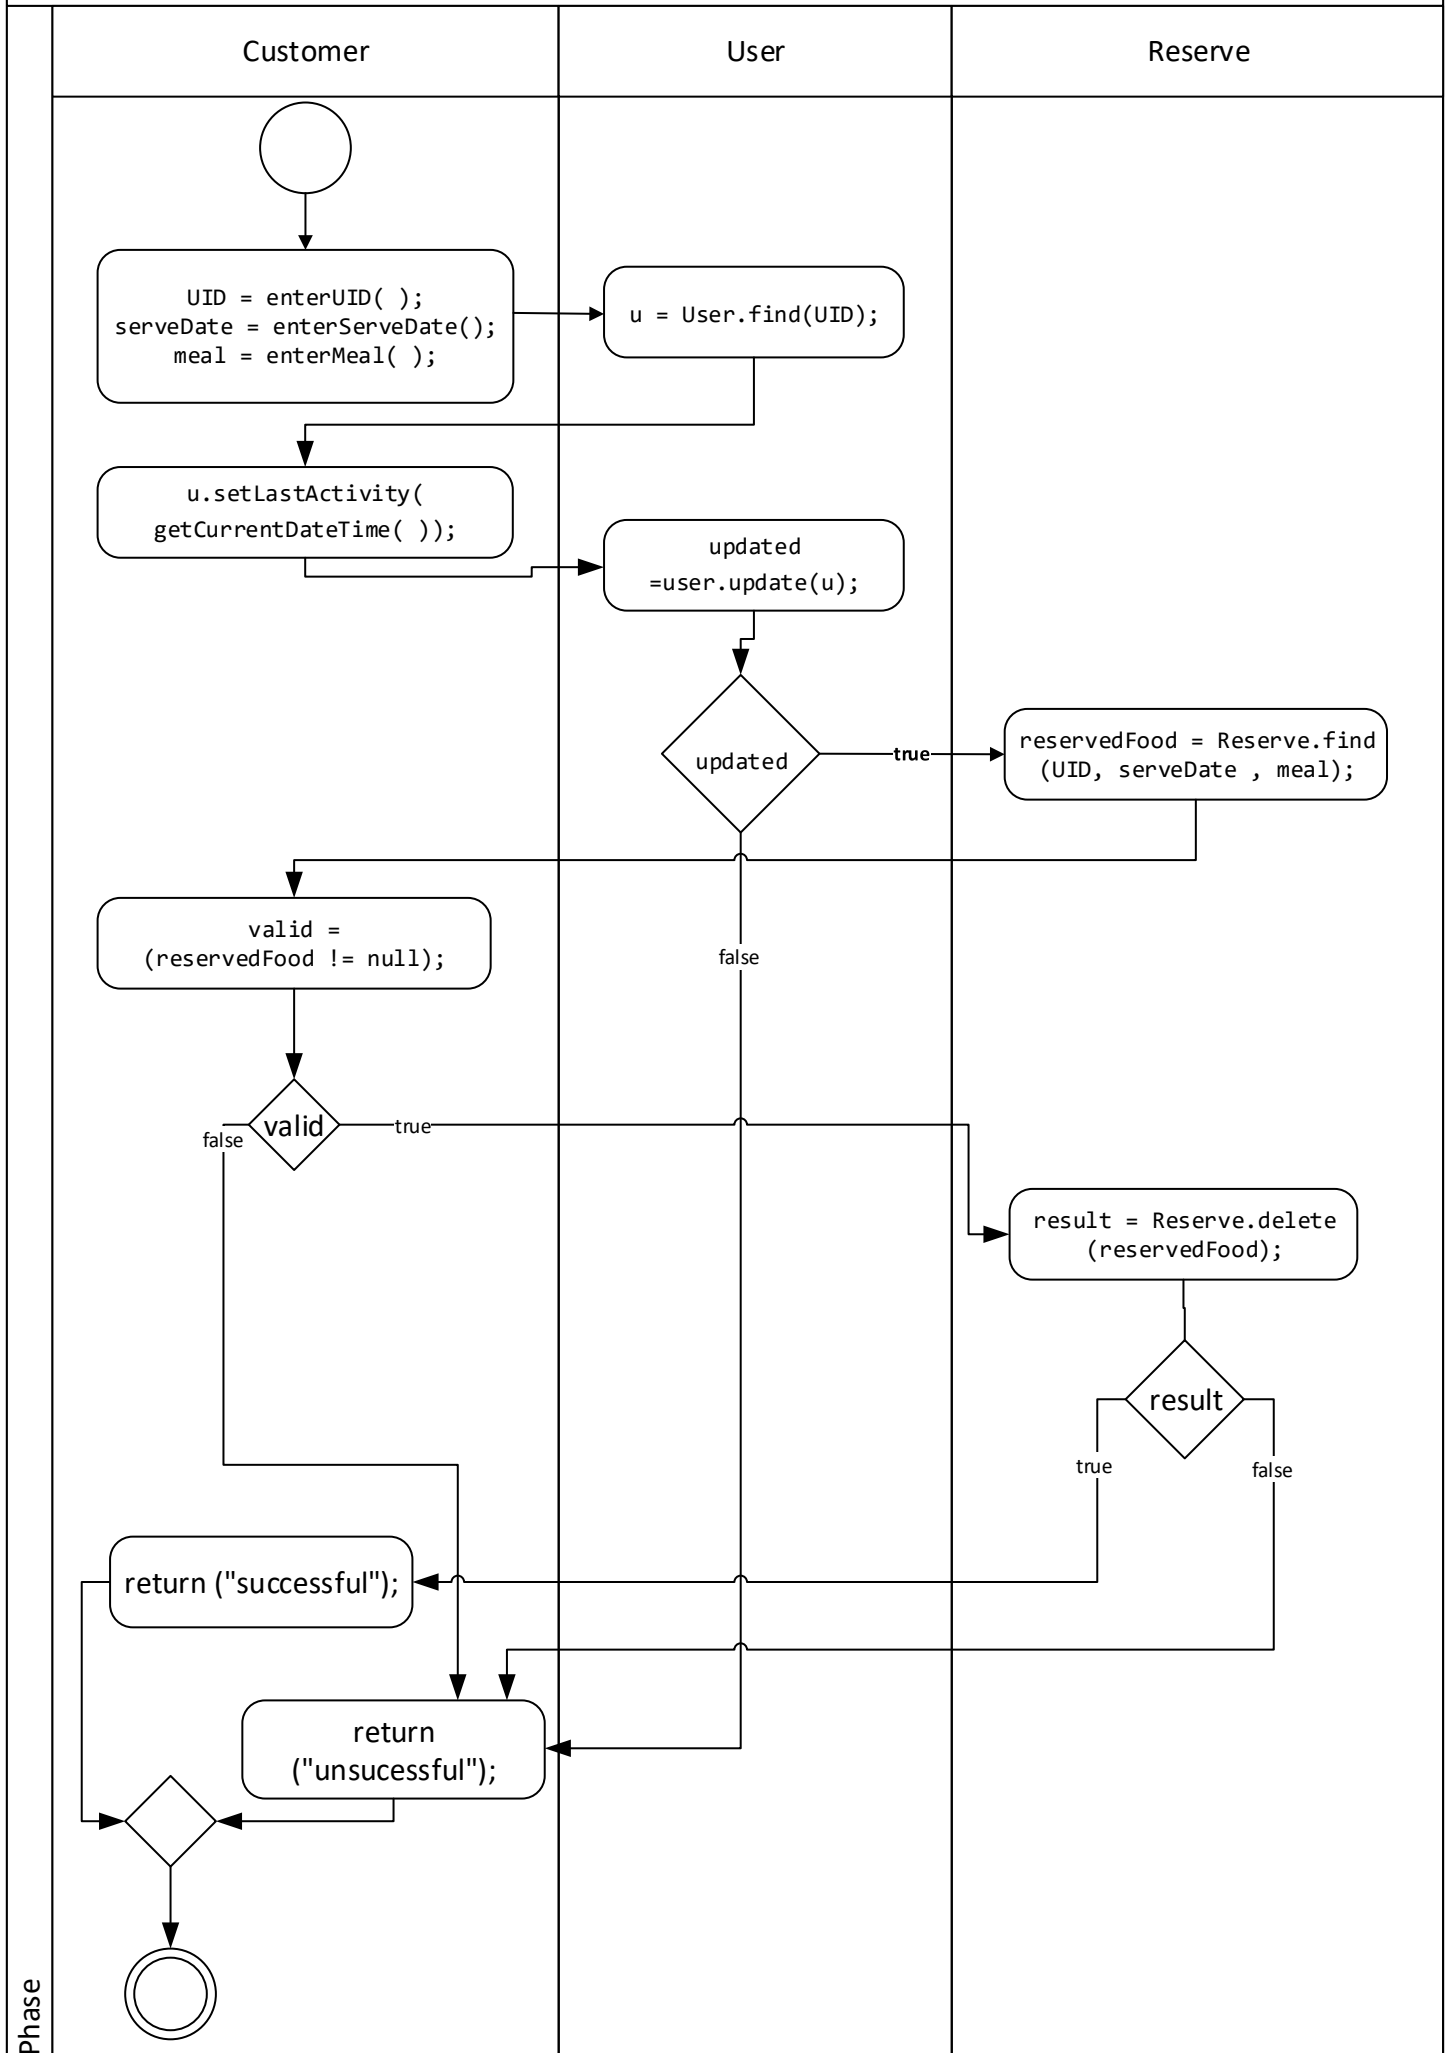 Customer
User
Reserve
UID = enterUID( );
serveDate = enterServeDate();
meal = enterMeal( );
u = User.find(UID);
u.setLastActivity(
getCurrentDateTime( ));
updated
=user.update(u);
updated
true
reservedFood = Reserve.find
(UID, serveDate , meal);
valid =
(reservedFood != null);
false
valid
true
false
result = Reserve.delete
(reservedFood);
result
true
false
return ("successful");
return
("unsucessful");
Phase